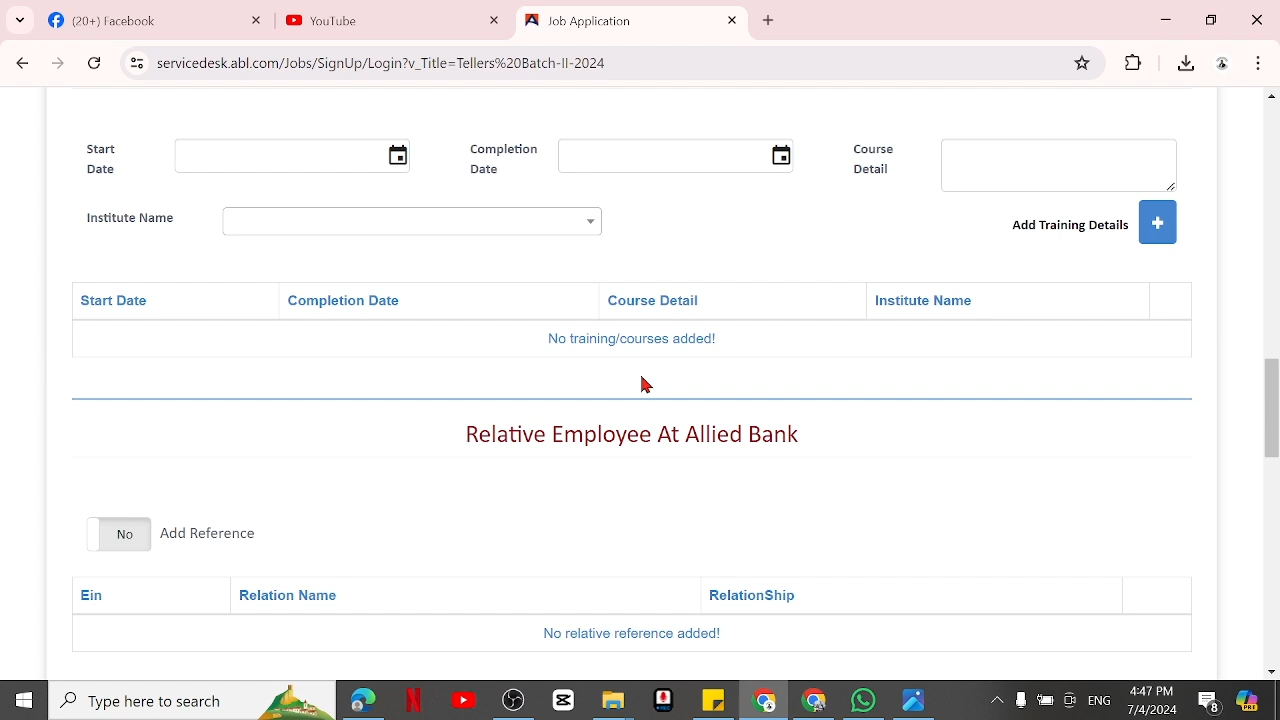 (20+) Facebook
YouTube
Job Application
servicedesk.abl.com/Jobs/SignUp/Login?v_Title=Tellers%20Batch-II-2024
Start Date
Completion Date
Course Detail
Institute Name
Add Training Details
+
Start Date Completion Date Course Detail Institute Name
No training/courses added!
Relative Employee At Allied Bank
No Add Reference
Ein Relation Name RelationShip
No relative reference added!
Type here to search
ENG
4:47 PM
7/4/2024
8
PRE